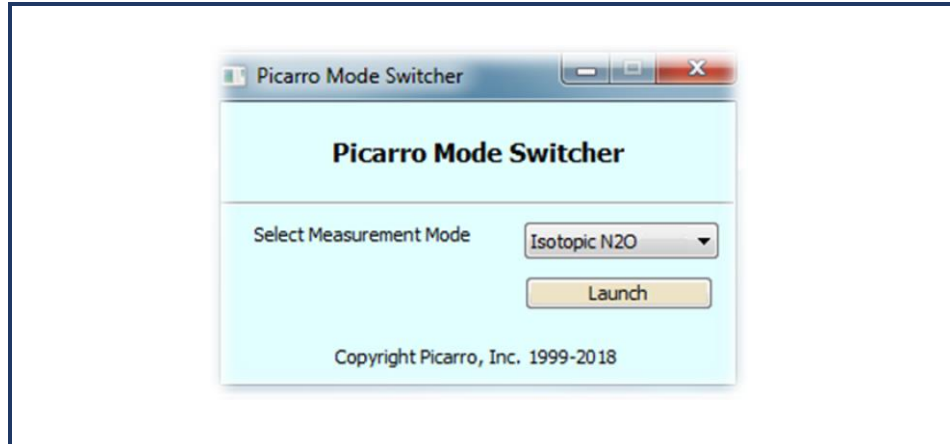 Picarro Mode Switcher
Picarro Mode Switcher
Select Measurement Mode Isotopic N2O
Launch
Copyright Picarro, Inc. 1999-2018